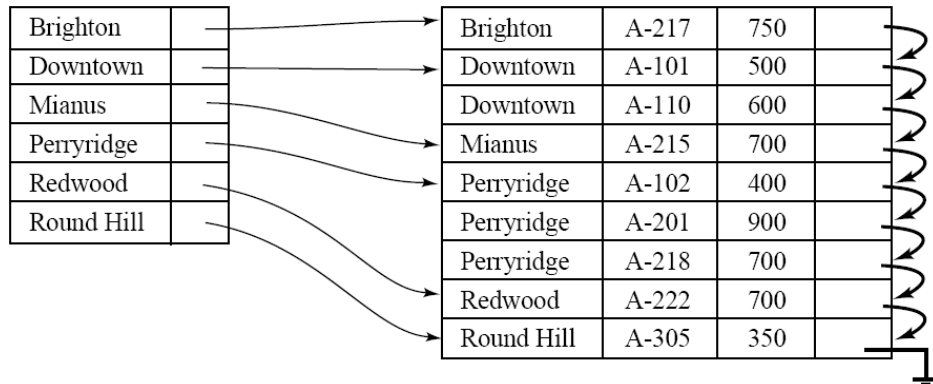 Brighton
Downtown
Mianus
Perryridge
Redwood
Round Hill
Brighton A-217 750
Downtown A-101 500
Downtown A-110 600
Mianus A-215 700
Perryridge A-102 400
Perryridge A-201 900
Perryridge A-218 700
Redwood A-222 700
Round Hill A-305 350